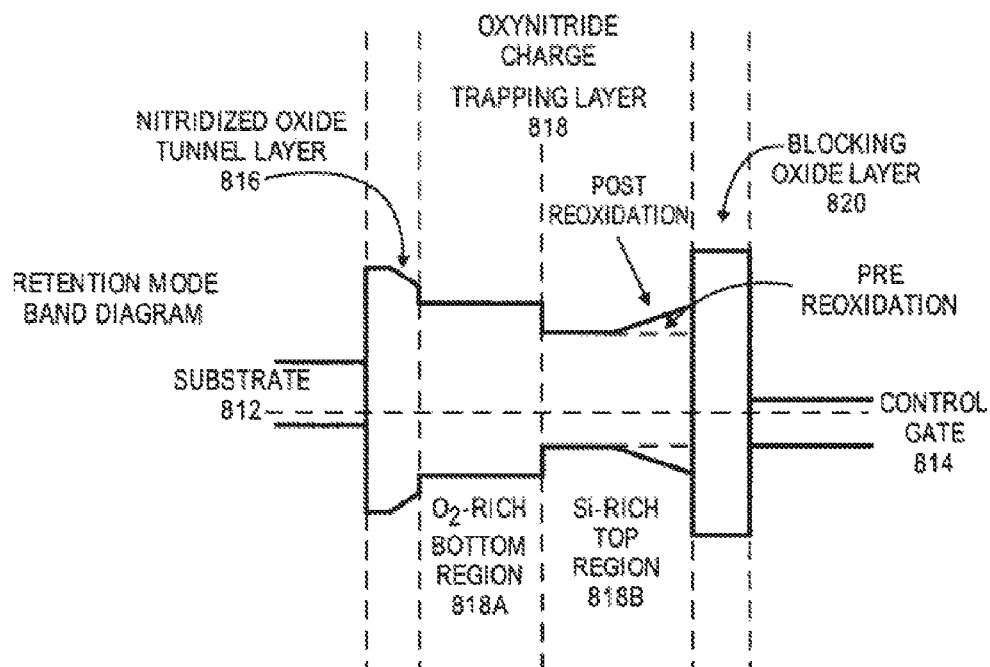 OXYNITRIDE
CHARGE
TRAPPING LAYER
818
NITRIDIZED OXIDE
TUNNEL LAYER
816
BLOCKING
OXIDE LAYER
820
POST
REOXIDATION
PRE
REOXIDATION
RETENTION MODE
BAND DIAGRAM
SUBSTRATE
812
CONTROL
GATE
814
O2-RICH
BOTTOM
REGION
818A
Si-RICH
TOP
REGION
818B